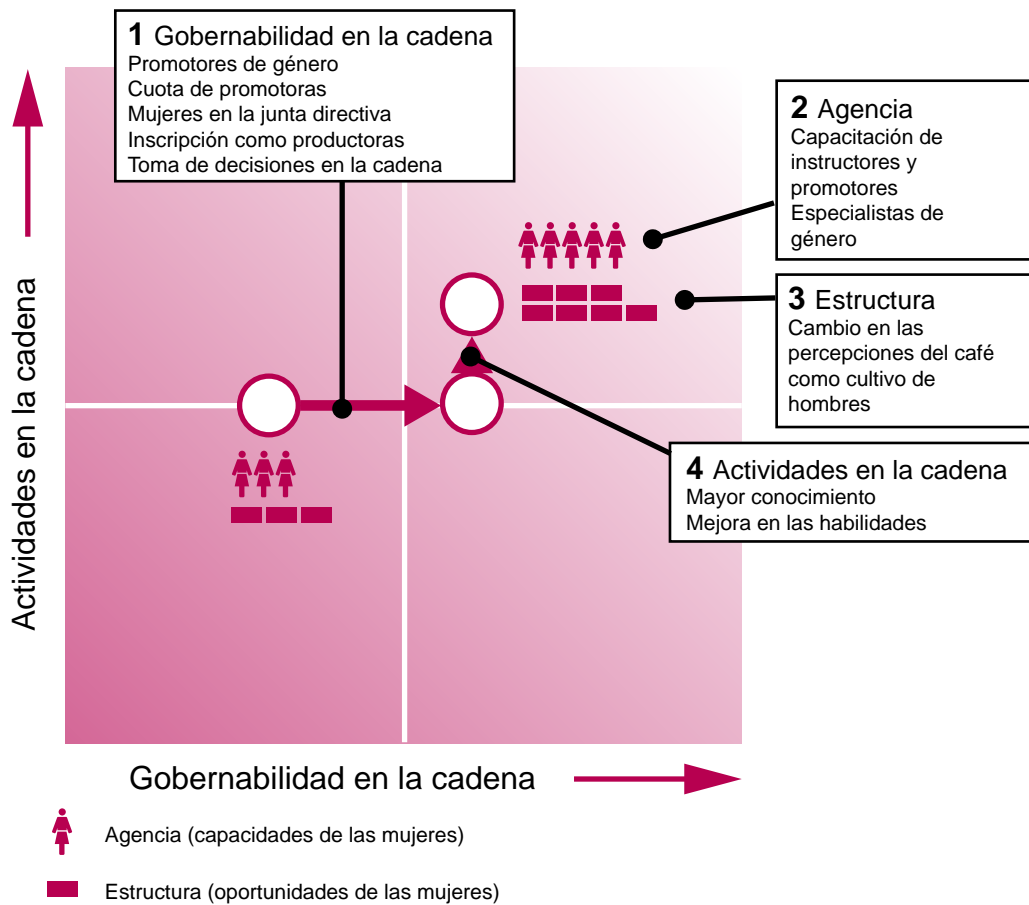 1 Gobernabilidad en la cadena
Promotores de género
Cuota de promotoras
Mujeres en la junta directiva
Inscripción como productoras
Toma de decisiones en la cadena
2 Agencia
Capacitación de
instructores y
promotores
Especialistas de
género
3 Estructura
Cambio en las
percepciones del café
como cultivo de
hombres
4 Actividades en la cadena
Mayor conocimiento
Mejora en las habilidades
Actividades en la cadena
Gobernabilidad en la cadena
Agencia (capacidades de las mujeres)
Estructura (oportunidades de las mujeres)